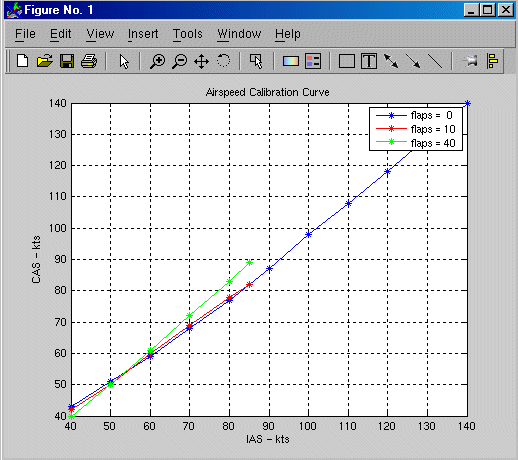 Figure No. 1
File Edit View Insert Tools Window Help
Airspeed Calibration Curve
flaps = 0
flaps = 10
flaps = 40
CAS - kts
140
130
120
110
100
90
80
70
60
50
40
40 50 60 70 80 90 100 110 120 130 140
IAS - kts